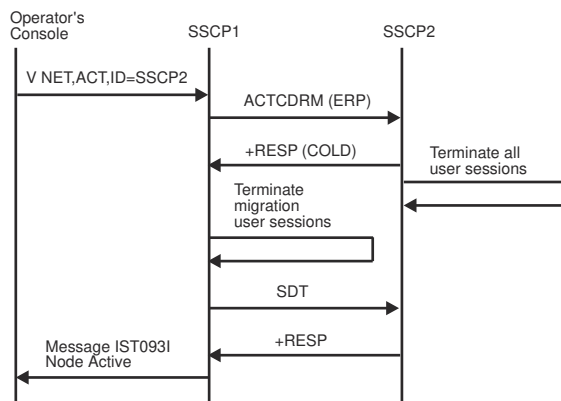 Operator's
Console
SSCP1
SSCP2
V NET,ACT,ID=SSCP2
ACTCDRM (ERP)
+RESP (COLD)
Terminate all
user sessions
Terminate
migration
user sessions
SDT
+RESP
Message IST093I
Node Active